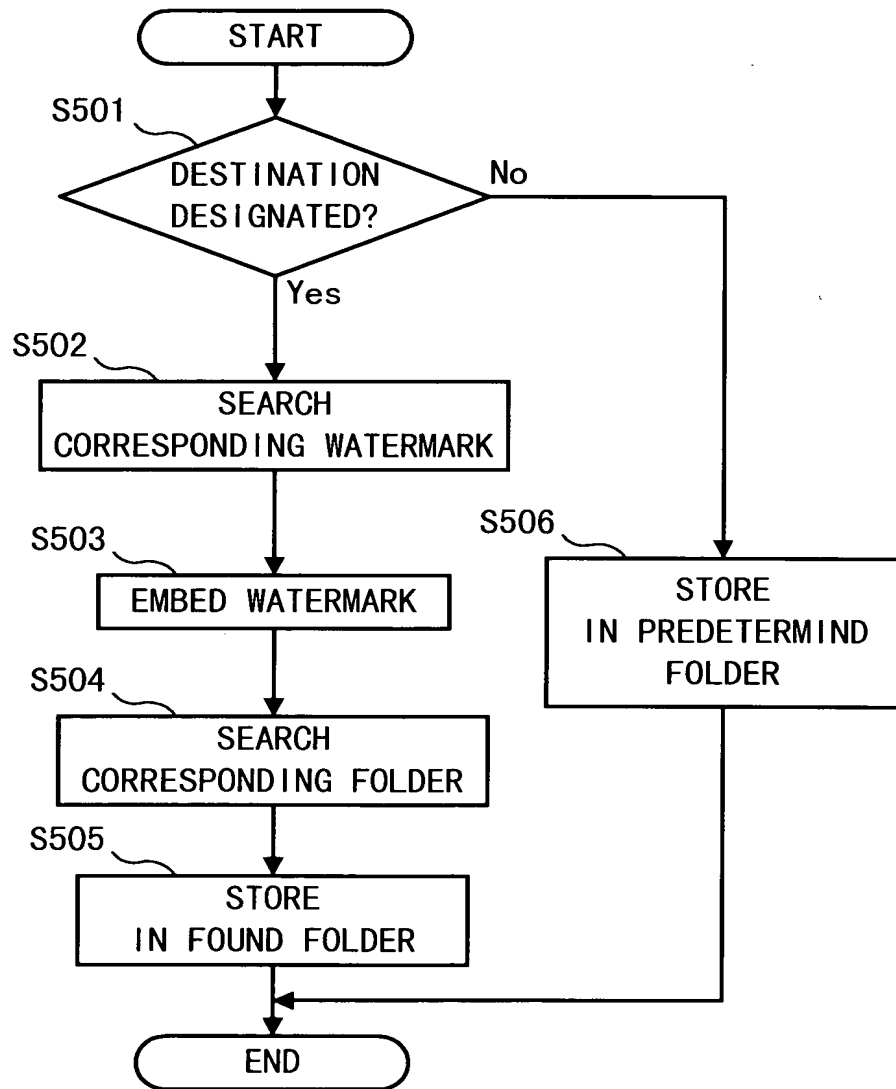 START
S501
DESTINATION
DESIGNATED?
No
Yes
S502
SEARCH
CORRESPONDING WATERMARK
S503
EMBED WATERMARK
S506
STORE
IN PREDETERMIND
FOLDER
S504
SEARCH
CORRESPONDING FOLDER
S505
STORE
IN FOUND FOLDER
END